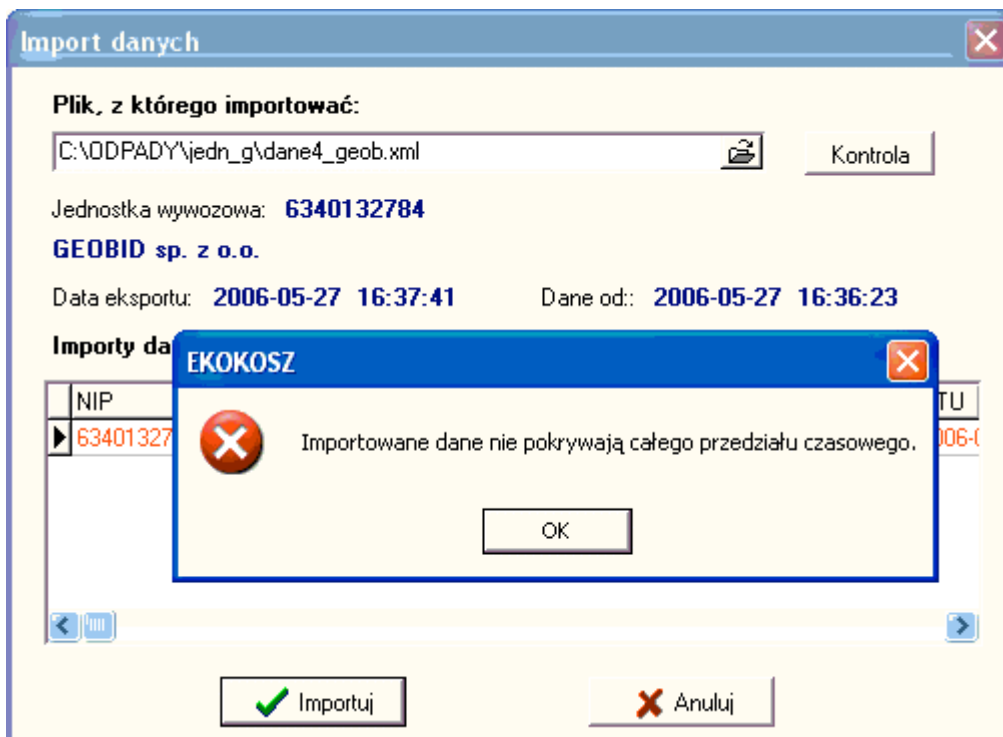 Import danych
Plik, z którego importować:
C:\ODPADY\jedn_g\dane4_geob.xml
Kontrola
Jednostka wywozowa: 6340132784
GEOBID sp. z o.o.
Data eksportu: 2006-05-27 16:37:41 Dane od:: 2006-05-27 16:36:23
Importy da
EKOKOSZ
NIP TU
63401327 006-0
Importowane dane nie pokrywają całego przedziału czasowego.
OK
Importuj Anuluj